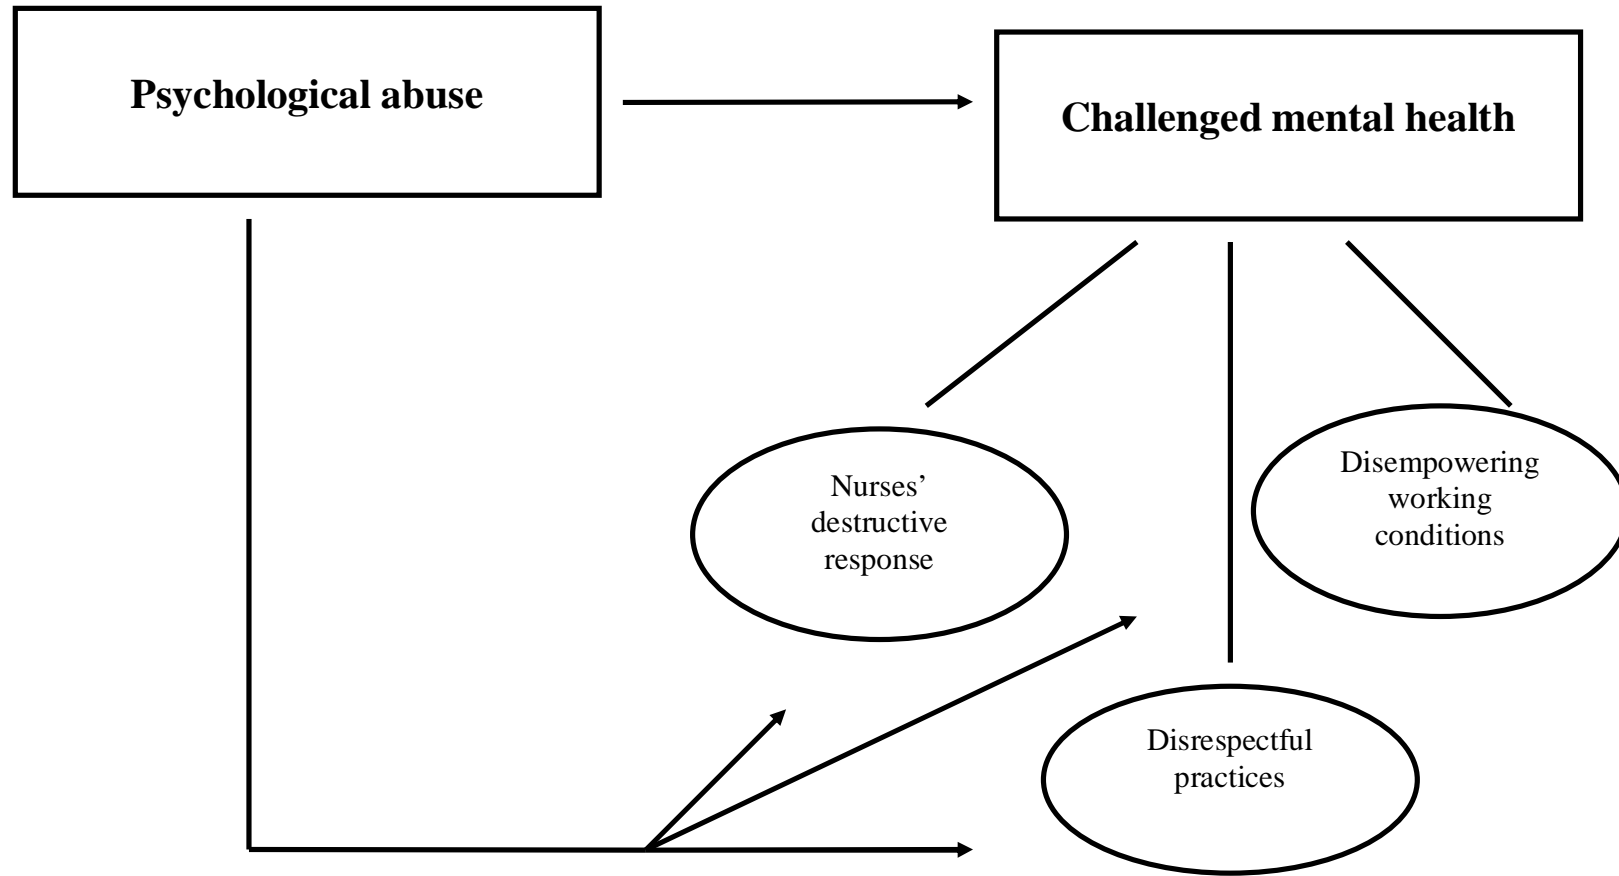 Psychological abuse
Challenged mental health
Nurses’
destructive
response
Disempowering
working
conditions
Disrespectful
practices